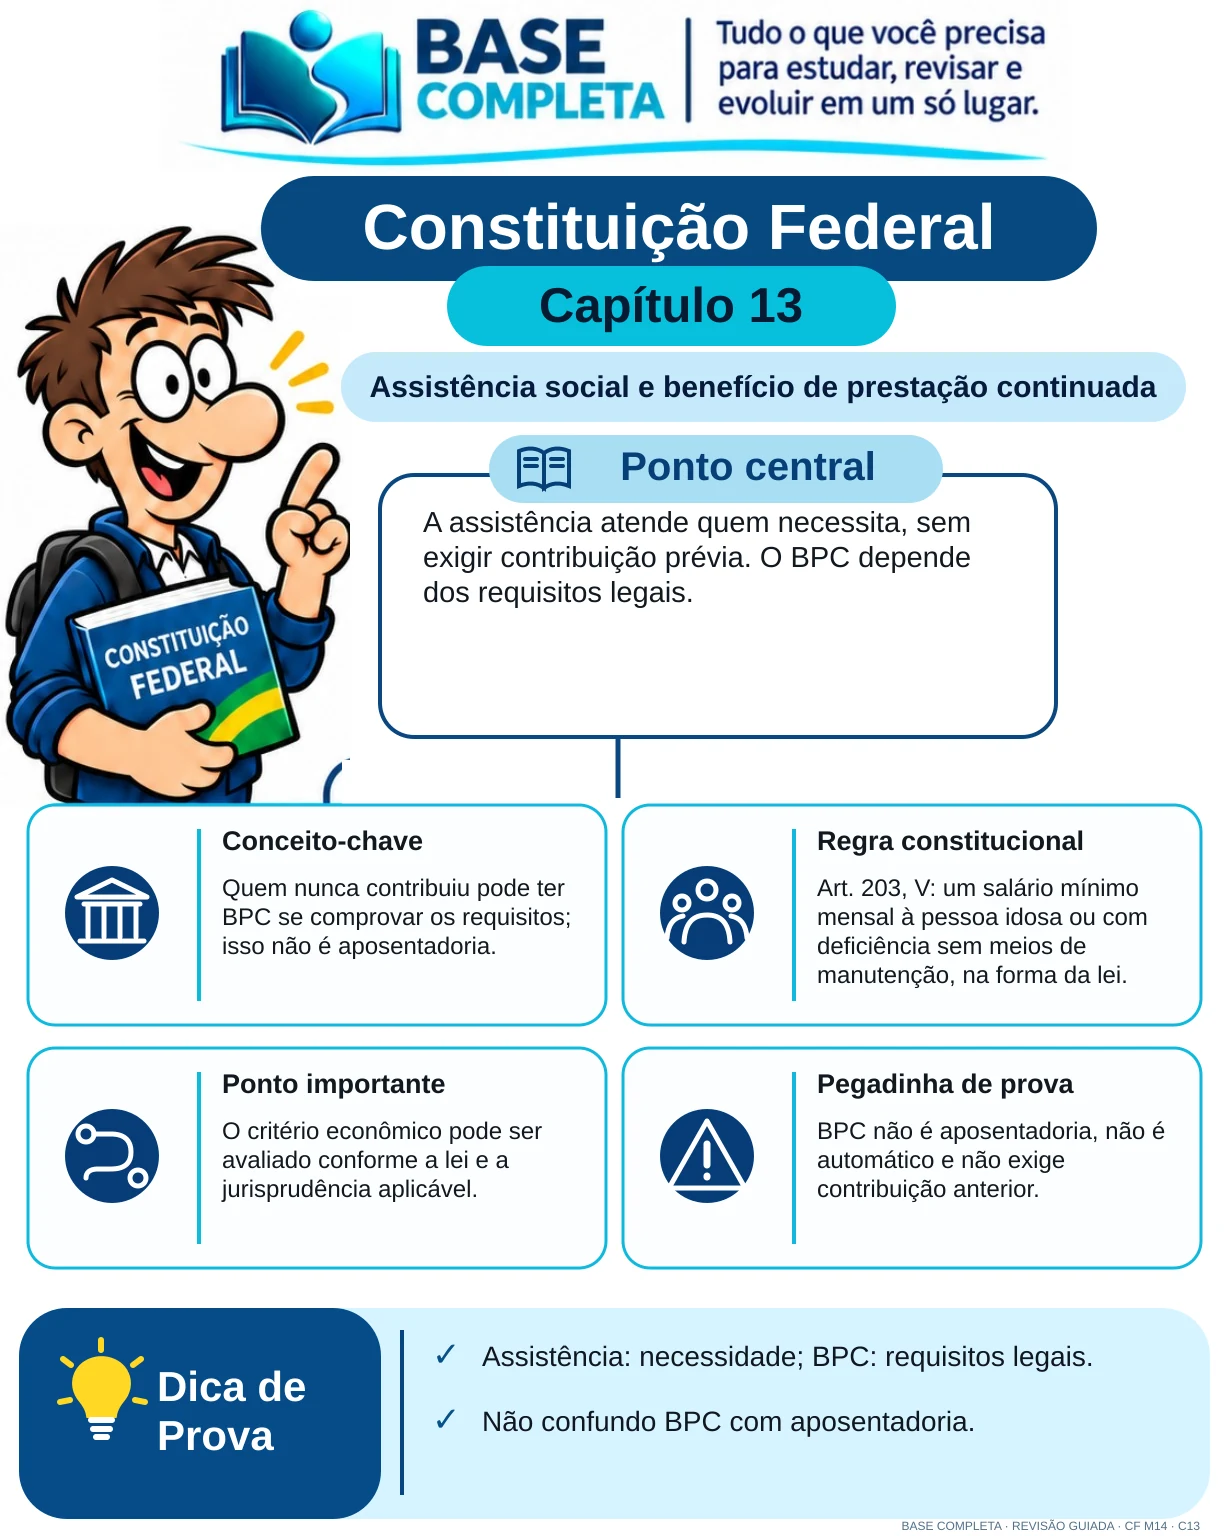 BASE
COMPLETA
Tudo o que você precisa
para estudar, revisar e
evoluir em um só lugar.
Constituição Federal
Capítulo 13
Assistência social e benefício de prestação continuada
Ponto central
A assistência atende quem necessita, sem
exigir contribuição prévia. O BPC depende
dos requisitos legais.
CONSTITUIÇÃO
FEDERAL
Conceito-chave
Quem nunca contribuiu pode ter
BPC se comprovar os requisitos;
isso não é aposentadoria.
Regra constitucional
Art. 203, V: um salário mínimo
mensal à pessoa idosa ou com
deficiência sem meios de
manutenção, na forma da lei.
Ponto importante
O critério econômico pode ser
avaliado conforme a lei e a
jurisprudência aplicável.
Pegadinha de prova
BPC não é aposentadoria, não é
automático e não exige
contribuição anterior.
Dica de
Prova
✓ Assistência: necessidade; BPC: requisitos legais.
✓ Não confundo BPC com aposentadoria.
BASE COMPLETA · REVISÃO GUIADA · CF M14 · C13